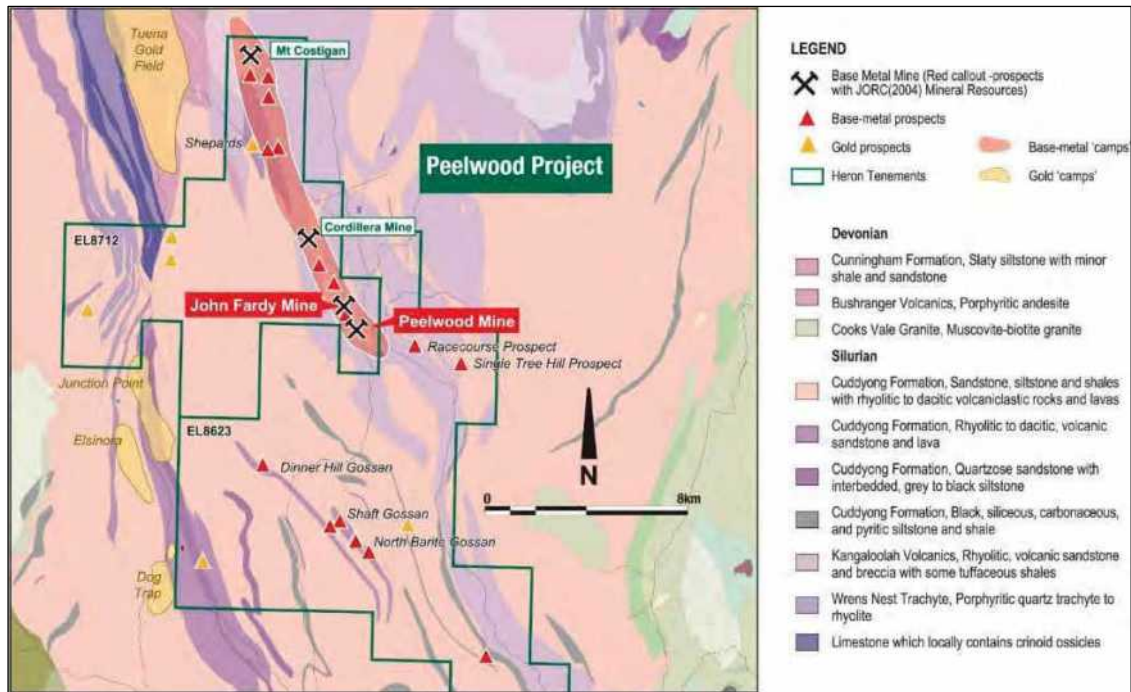 Tuena
Gold
Field
Mt Costigan
Shepards
Peelwood Project
Cordillera Mine
EL8712
John Fardy Mine
Peelwood Mine
Racecourse Prospect
Single Tree Hill Prospect
Junction Point
Elsinora
EL8623
Dinner Hill Gossan
N
0
8km
Shaft Gossan
North Barite Gossan
Dog
Trap
LEGEND
Base Metal Mine (Red callout -prospects
with JORC(2004) Mineral Resources)
Base-metal prospects
Gold prospects
Base-metal 'camps'
Heron Tenements
Gold 'camps'
Devonian
Cunningham Formation, Slaty siltstone with minor
shale and sandstone
Bushranger Volcanics, Porphyritic andesite
Cooks Vale Granite, Muscovite-biotite granite
Silurian
Cuddyong Formation, Sandstone, siltstone and shales
with rhyolitic to dacitic volcaniclastic rocks and lavas
Cuddyong Formation, Rhyolitic to dacitic, volcanic
sandstone and lava
Cuddyong Formation, Quartzose sandstone with
interbedded, grey to black siltstone
Cuddyong Formation, Black, siliceous, carbonaceous,
and pyritic siltstone and shale
Kangaloolah Volcanics, Rhyolitic, volcanic sandstone
and breccia with some tuffaceous shales
Wrens Nest Trachyte, Porphyritic quartz trachyte to
rhyolite
Limestone which locally contains crinoid ossicles